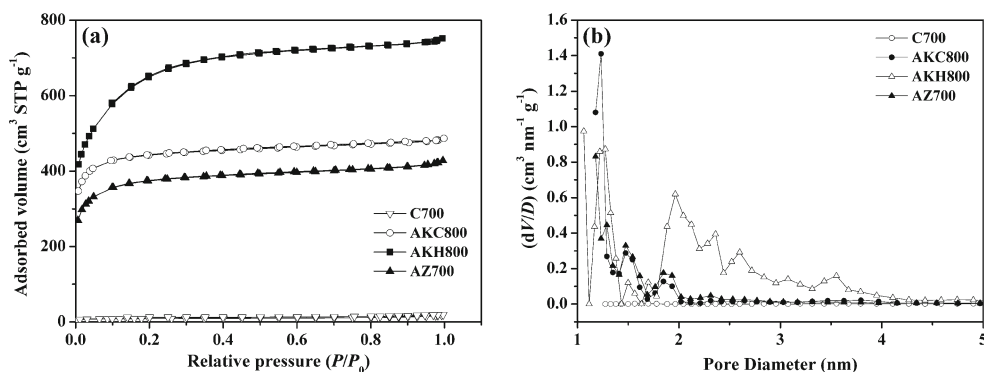 (a)
Adsorbed volume (cm³ STP g⁻¹)
800
600
400
200
0
0.0 0.2 0.4 0.6 0.8 1.0
Relative pressure (P/P₀)
C700
AKC800
AKH800
AZ700
(b)
(dV/D) (cm³ nm⁻¹ g⁻¹)
1.6
1.4
1.2
1.0
0.8
0.6
0.4
0.2
0.0
1 2 3 4 5
Pore Diameter (nm)
C700
AKC800
AKH800
AZ700